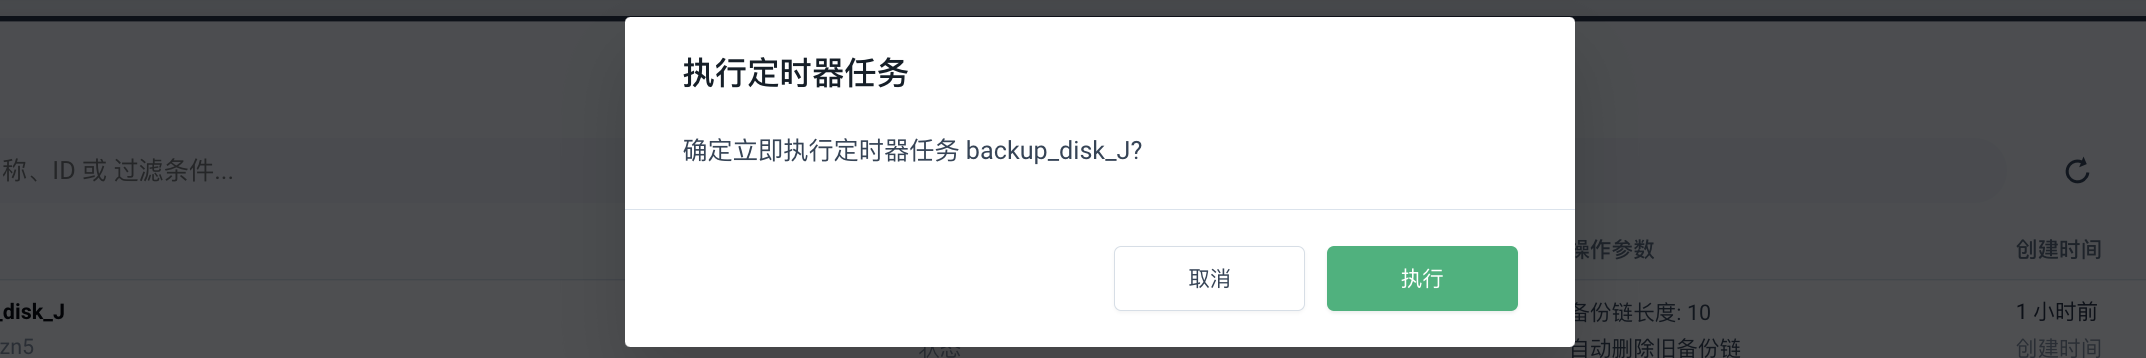 执行定时器任务
确定立即执行定时器任务 backup_disk_J?
称、ID 或 过滤条件...
取消
执行
操作参数
创建时间
_disk_J
备份链长度: 10
1 小时前
zn5
状态
自动删除旧备份链
创建时间